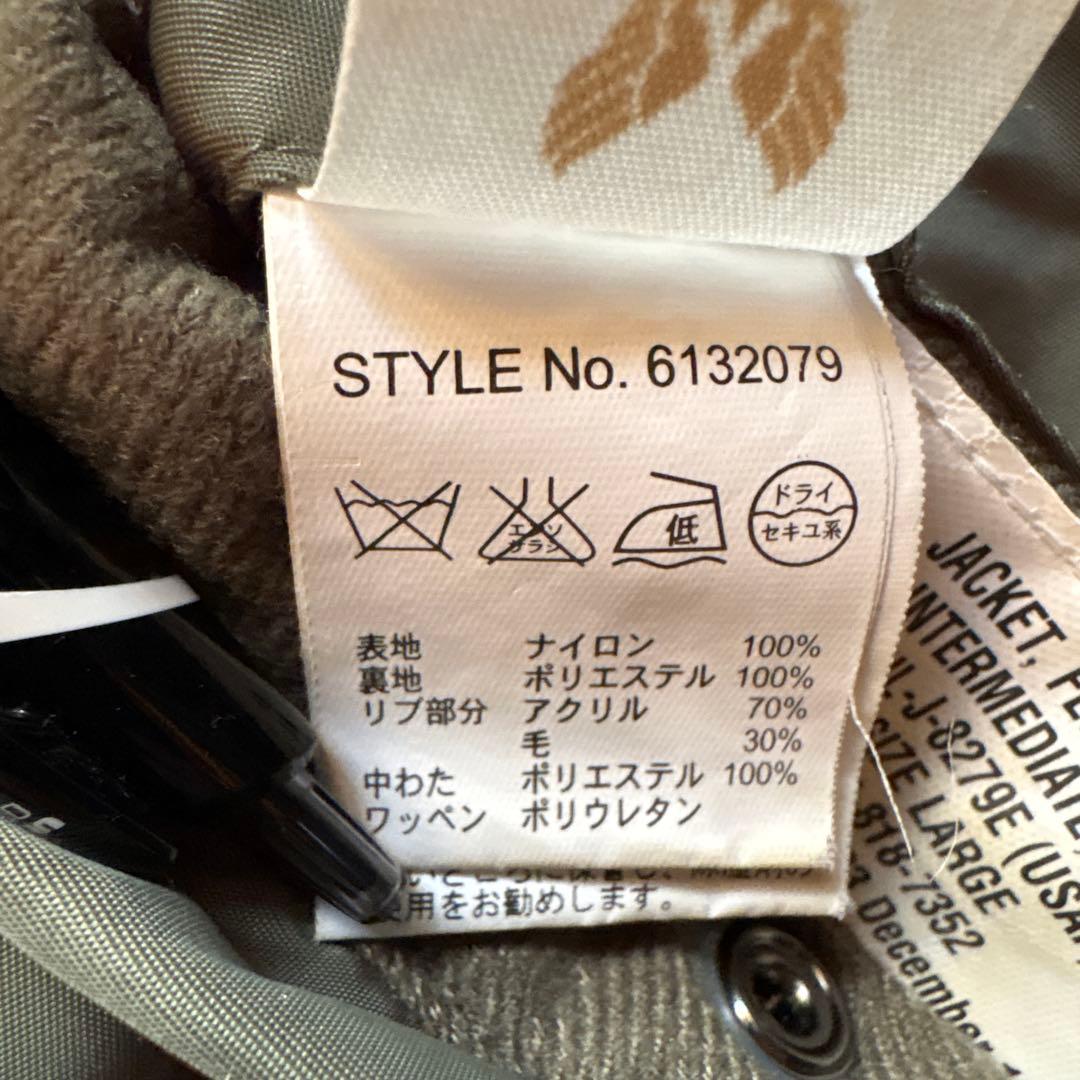 STYLE No. 6132079
エンソ
サラシ
低
ドライ
セキユ系
表地 ナイロン 100%
裏地 ポリエステル 100%
リブ部分 アクリル 70%
毛 30%
中わた ポリエステル 100%
ワッペン ポリウレタン
使用をお勧めします。
JACKET,
INTERMEDIATE,
-J-8279E (USA
SIZE LARGE
818-7352
December